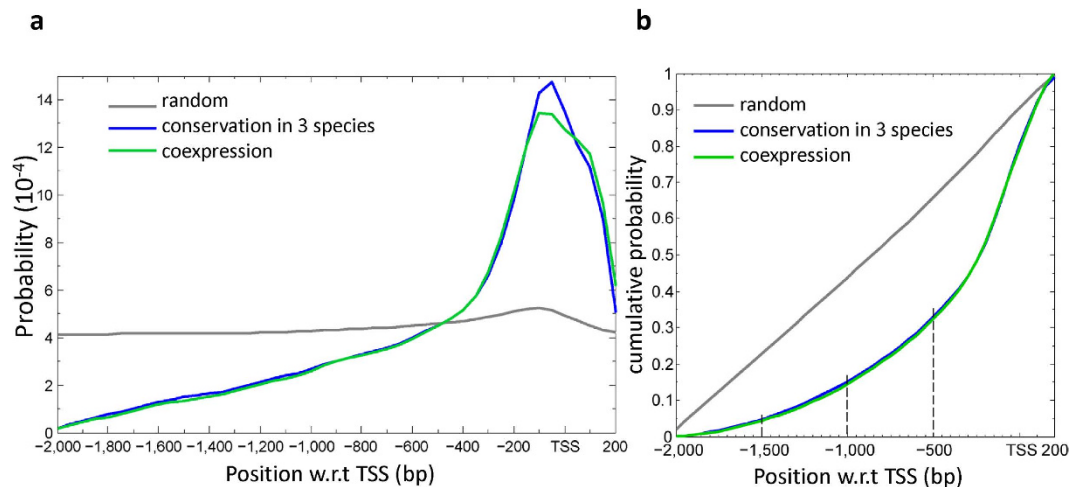 a
Probability (10⁻⁴)
14
12
10
8
6
4
2
0
random
conservation in 3 species
coexpression
−2,000 −1,800 −1,600 −1,400 −1,200 −1,000 −800 −600 −400 −200 TSS 200
Position w.r.t TSS (bp)
b
cumulative probability
1
0.9
0.8
0.7
0.6
0.5
0.4
0.3
0.2
0.1
0
random
conservation in 3 species
coexpression
−2,000 −1,500 −1,000 −500 TSS 200
Position w.r.t TSS (bp)